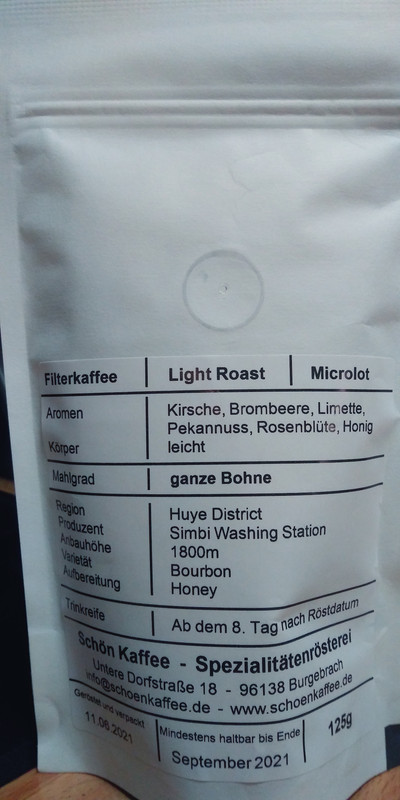 Filterkaffee Light Roast Microlot
Aromen Kirsche, Brombeere, Limette,
Pekannuss, Rosenblüte, Honig
Körper leicht
Mahlgrad ganze Bohne
Region Huye District
Produzent Simbi Washing Station
Anbauhöhe 1800m
Varietät Bourbon
Aufbereitung Honey
Trinkreife Ab dem 8. Tag nach Röstdatum
Schön Kaffee - Spezialitätenrösterei
Untere Dorfstraße 18 - 96138 Burgebrach
info@schoenkaffee.de - www.schoenkaffee.de
Geröstet und verpackt Mindestens haltbar bis Ende 125g
11.06.2021 September 2021